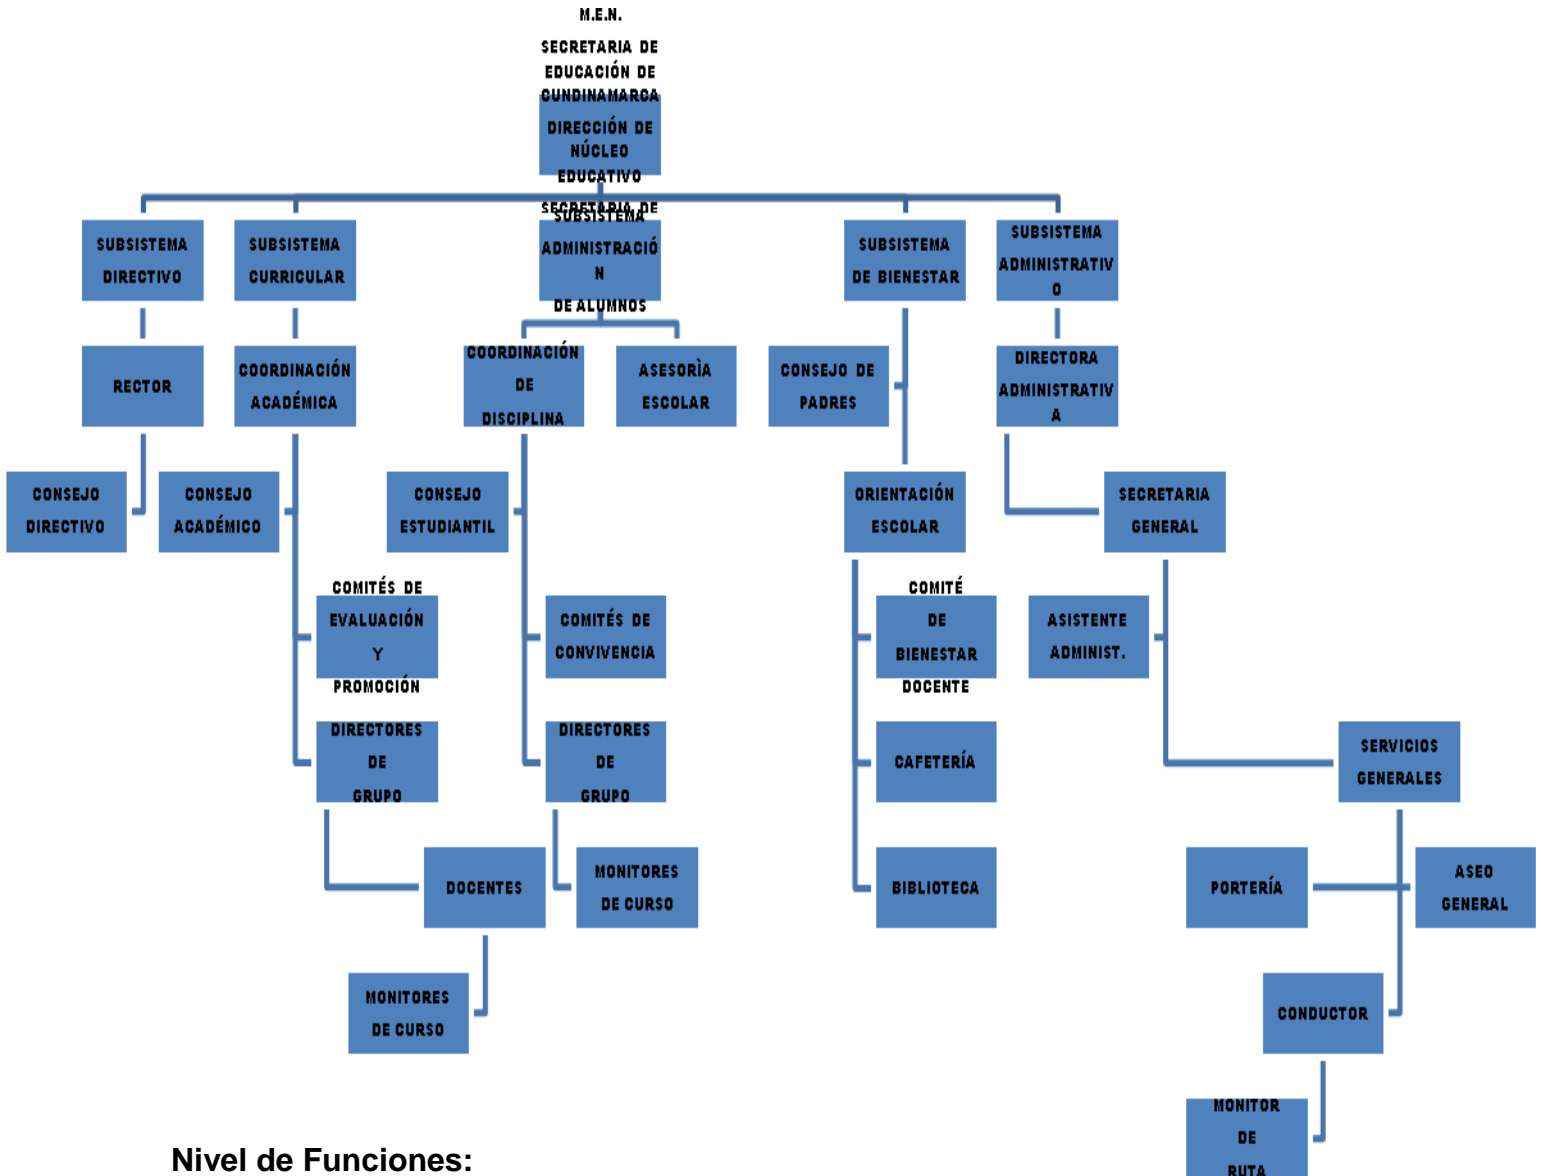 M.E.N.
SECRETARIA DE
EDUCACIÓN DE
CUNDINAMARCA
DIRECCIÓN DE
NÚCLEO
EDUCATIVO
SECRETARIA DE
SUBSISTEMA
DIRECTIVO
SUBSISTEMA
CURRICULAR
SUBSISTEMA
ADMINISTRACIÓ
N
DE ALUMNOS
SUBSISTEMA
DE BIENESTAR
SUBSISTEMA
ADMINISTRATIV
O
RECTOR
COORDINACIÓN
ACADÉMICA
COORDINACIÓN
DE
DISCIPLINA
ASESORÌA
ESCOLAR
CONSEJO DE
PADRES
DIRECTORA
ADMINISTRATIV
A
CONSEJO
DIRECTIVO
CONSEJO
ACADÉMICO
CONSEJO
ESTUDIANTIL
ORIENTACIÓN
ESCOLAR
SECRETARIA
GENERAL
COMITÉS DE
EVALUACIÓN
Y
PROMOCIÓN
COMITÉS DE
CONVIVENCIA
COMITÉ
DE
BIENESTAR
DOCENTE
ASISTENTE
ADMINIST.
DIRECTORES
DE
GRUPO
DIRECTORES
DE
GRUPO
CAFETERÍA
SERVICIOS
GENERALES
DOCENTES
MONITORES
DE CURSO
BIBLIOTECA
PORTERÍA
ASEO
GENERAL
MONITORES
DE CURSO
CONDUCTOR
MONITOR
DE
RUTA
Nivel de Funciones: